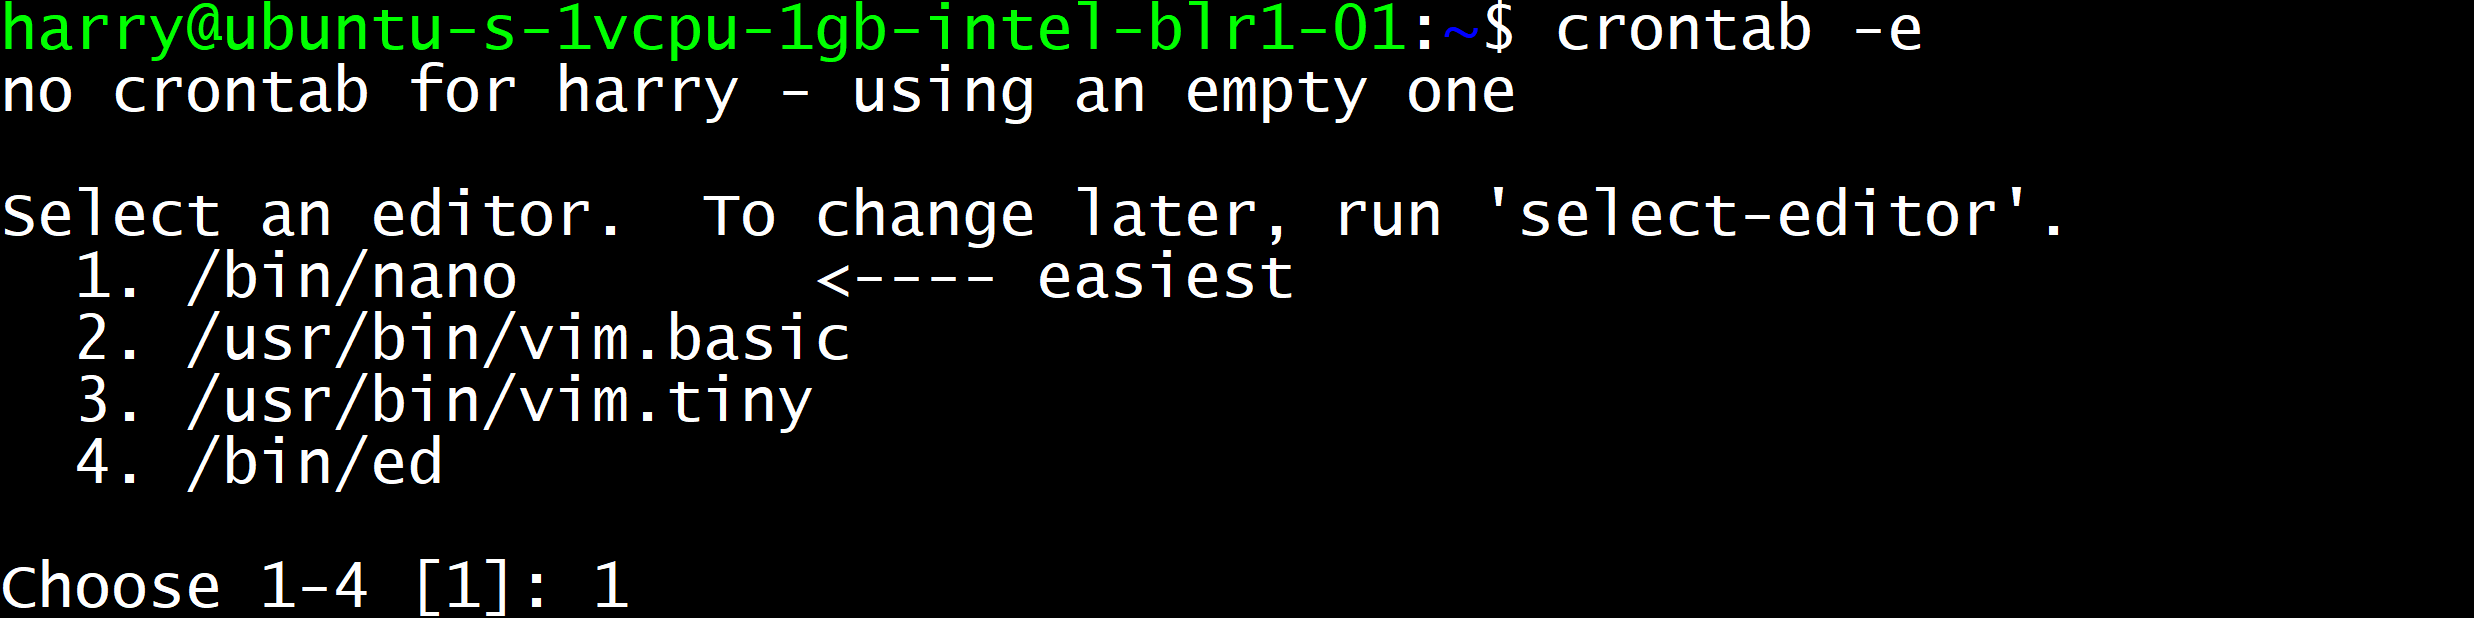 harry@ubuntu-s-1vcpu-1gb-intel-blr1-01:~$ crontab -e
no crontab for harry - using an empty one

Select an editor.  To change later, run 'select-editor'.
  1. /bin/nano        <---- easiest
  2. /usr/bin/vim.basic
  3. /usr/bin/vim.tiny
  4. /bin/ed

Choose 1-4 [1]: 1